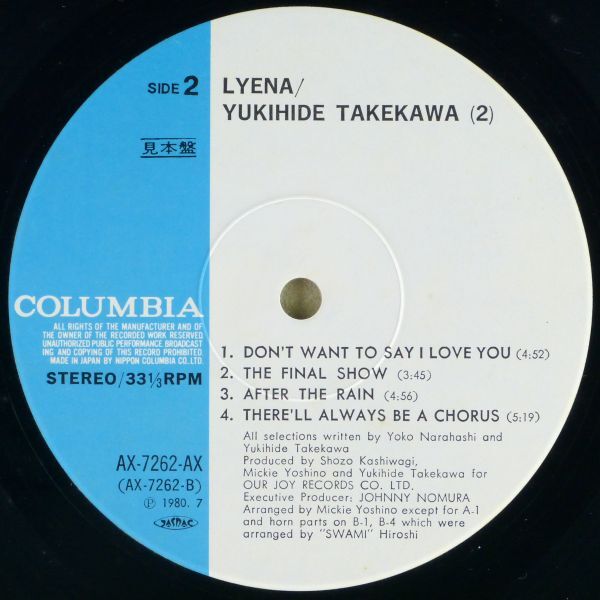 SIDE 2
LYENA/
YUKIHIDE TAKEKAWA (2)
見本盤
COLUMBIA
ALL RIGHTS OF THE MANUFACTURER AND OF
THE OWNER OF THE RECORDED WORK RESERVED
UNAUTHORIZED PUBLIC PERFORMANCE BROADCAST
ING AND COPYING OF THIS RECORD PROHIBITED.
MADE IN JAPAN BY NIPPON COLUMBIA CO.LTD.
STEREO/33 1/3 RPM
AX-7262-AX
(AX-7262-B)
Ⓟ 1980. 7
JASRAC
1. DON'T WANT TO SAY I LOVE YOU (4:52)
2. THE FINAL SHOW (3:45)
3. AFTER THE RAIN (4:56)
4. THERE'LL ALWAYS BE A CHORUS (5:19)
All selections written by Yoko Narahashi and
Yukihide Takekawa
Produced by Shozo Kashiwagi,
Mickie Yoshino and Yukihide Takekawa for
OUR JOY RECORDS CO. LTD.
Executive Producer: JOHNNY NOMURA
Arranged by Mickie Yoshino except for A-1
and horn parts on B-1, B-4 which were
arranged by "SWAMI" Hiroshi